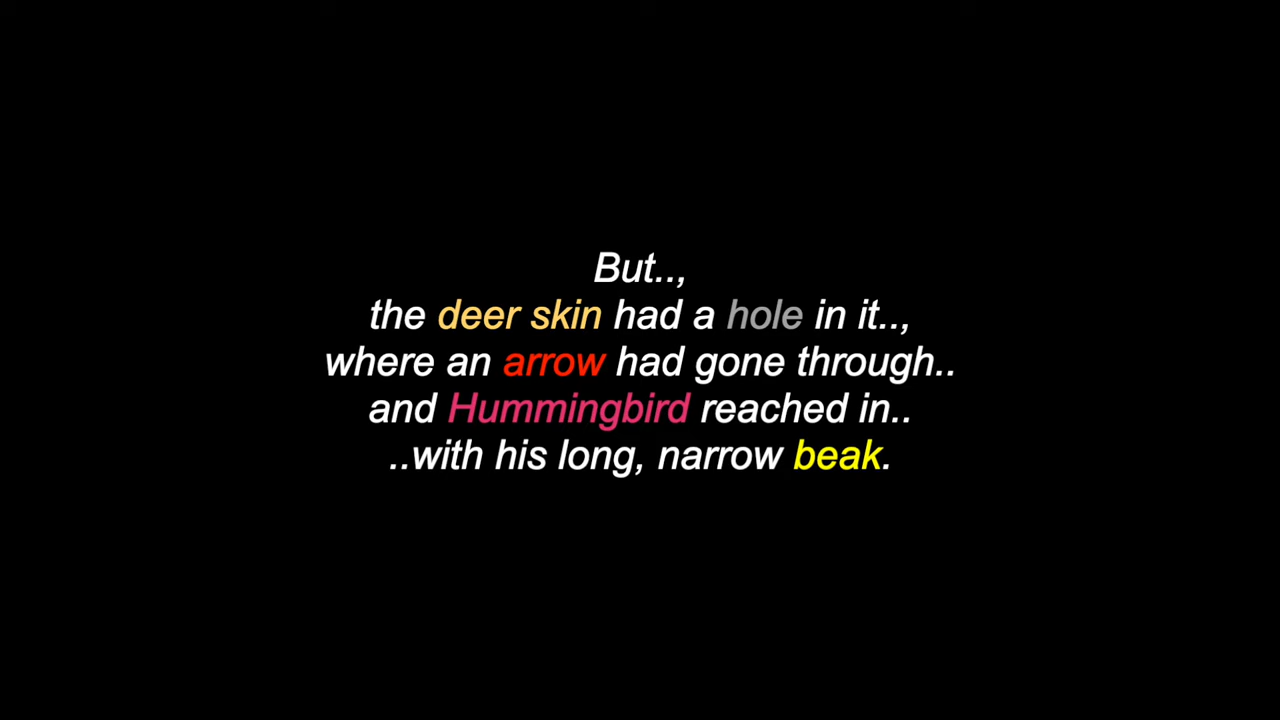 But..,
the deer skin had a hole in it..,
where an arrow had gone through..
and Hummingbird reached in..
..with his long, narrow beak.